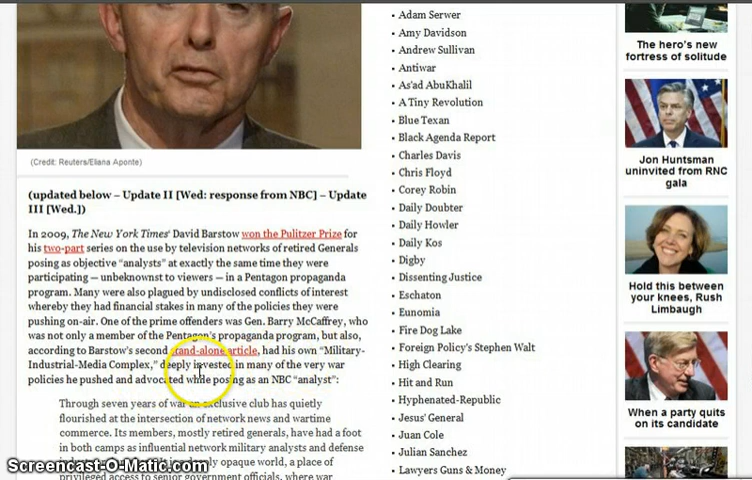 (Credit: Reuters/Eliana Aponte)
(updated below – Update II [Wed: response from NBC] – Update
III [Wed.])
In 2009, The New York Times' David Barstow won the Pulitzer Prize for
his two-part series on the use by television networks of retired Generals
posing as objective “analysts” at exactly the same time they were
participating — unbeknownst to viewers — in a Pentagon propaganda
program. Many were also plagued by undisclosed conflicts of interest
whereby they had financial stakes in many of the policies they were
pushing on-air. One of the prime offenders was Gen. Barry McCaffrey, who
was not only a member of the Pentagon's propaganda program, but also,
according to Barstow's second stand-alone article, had his own “Military-
Industrial-Media Complex,” deeply invested in many of the very war
policies he pushed and advocated while posing as an NBC “analyst”:
Through seven years of war an exclusive club has quietly
flourished at the intersection of network news and wartime
commerce. Its members, mostly retired generals, have had a foot
in both camps as influential network military analysts and defense
opaque world, a place of
privileged access to senior government officials, where war
Screencast-O-Matic.com
• Adam Serwer
• Amy Davidson
• Andrew Sullivan
• Antiwar
• As'ad AbuKhalil
• A Tiny Revolution
• Blue Texan
• Black Agenda Report
• Charles Davis
• Chris Floyd
• Corey Robin
• Daily Doubter
• Daily Howler
• Daily Kos
• Digby
• Dissenting Justice
• Eschaton
• Eunomia
• Fire Dog Lake
• Foreign Policy's Stephen Walt
• High Clearing
• Hit and Run
• Hyphenated-Republic
• Jesus' General
• Juan Cole
• Julian Sanchez
• Lawyers Guns & Money
The hero's new
fortress of solitude
Jon Huntsman
uninvited from RNC
gala
Hold this between
your knees, Rush
Limbaugh
When a party quits
on its candidate